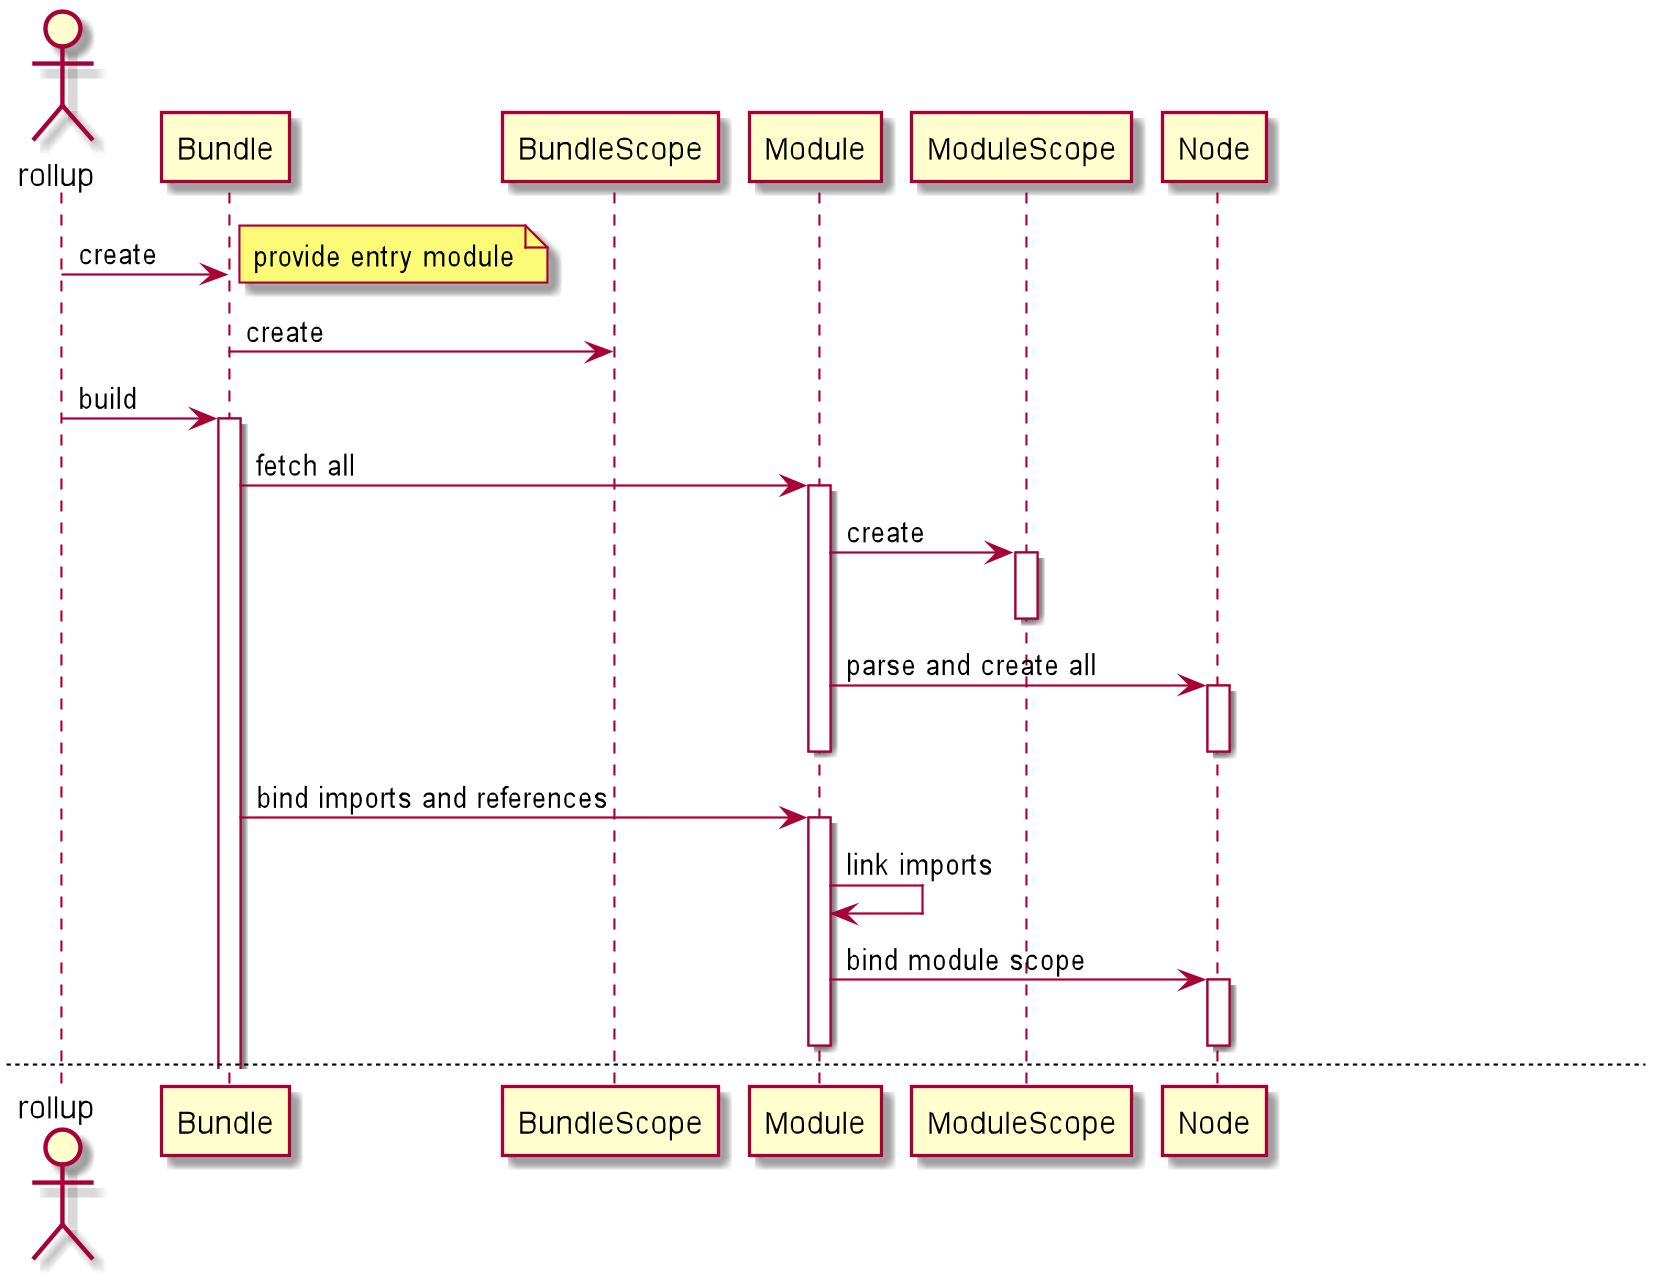 rollup
Bundle
BundleScope
Module
ModuleScope
Node
create
provide entry module
create
build
fetch all
create
parse and create all
bind imports and references
link imports
bind module scope
rollup
Bundle
BundleScope
Module
ModuleScope
Node